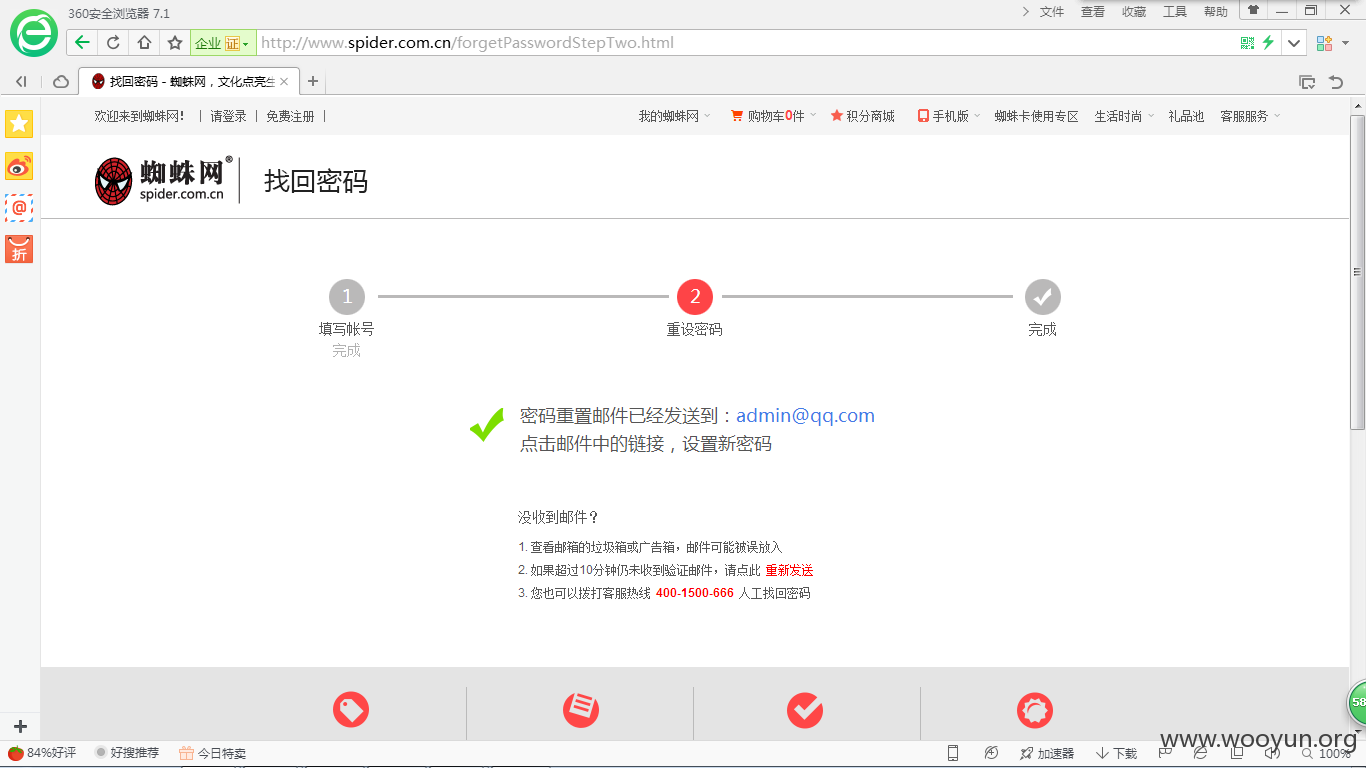 360安全浏览器 7.1
文件 查看 收藏 工具 帮助
企业 证 http://www.spider.com.cn/forgetPasswordStepTwo.html
找回密码 - 蜘蛛网，文化点亮生
欢迎来到蜘蛛网！ | 请登录 | 免费注册 |
我的蜘蛛网 购物车0件 积分商城 手机版 蜘蛛卡使用专区 生活时尚 礼品池 客服服务
折
蜘蛛网®
spider.com.cn
找回密码
1 2
填写帐号 重设密码 完成
完成
密码重置邮件已经发送到：admin@qq.com
点击邮件中的链接，设置新密码
没收到邮件？
1. 查看邮箱的垃圾箱或广告箱，邮件可能被误放入
2. 如果超过10分钟仍未收到验证邮件，请点此 重新发送
3. 您也可以拨打客服热线 400-1500-666 人工找回密码
58
www.wooyun.org
84%好评 好搜推荐 今日特卖 加速器 下载 100%